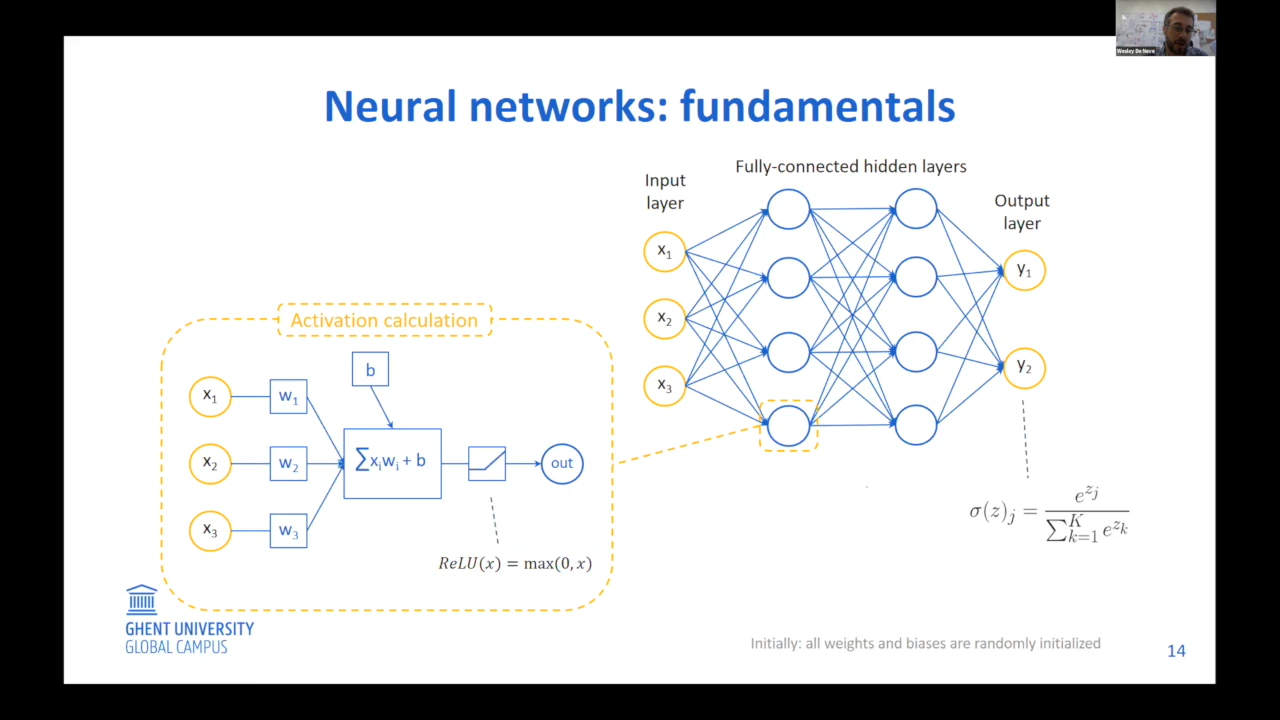 Wesley De Neve
Neural networks: fundamentals
Fully-connected hidden layers
Input
layer
Output
layer
x₁
x₂
x₃
y₁
y₂
Activation calculation
b
x₁
w₁
x₂
w₂
∑xᵢwᵢ + b
out
x₃
w₃
ReLU(x) = max(0, x)
σ(z)ⱼ = e^{zⱼ} / ∑_{k=1}^{K} e^{zₖ}
GHENT UNIVERSITY
GLOBAL CAMPUS
Initially: all weights and biases are randomly initialized
14